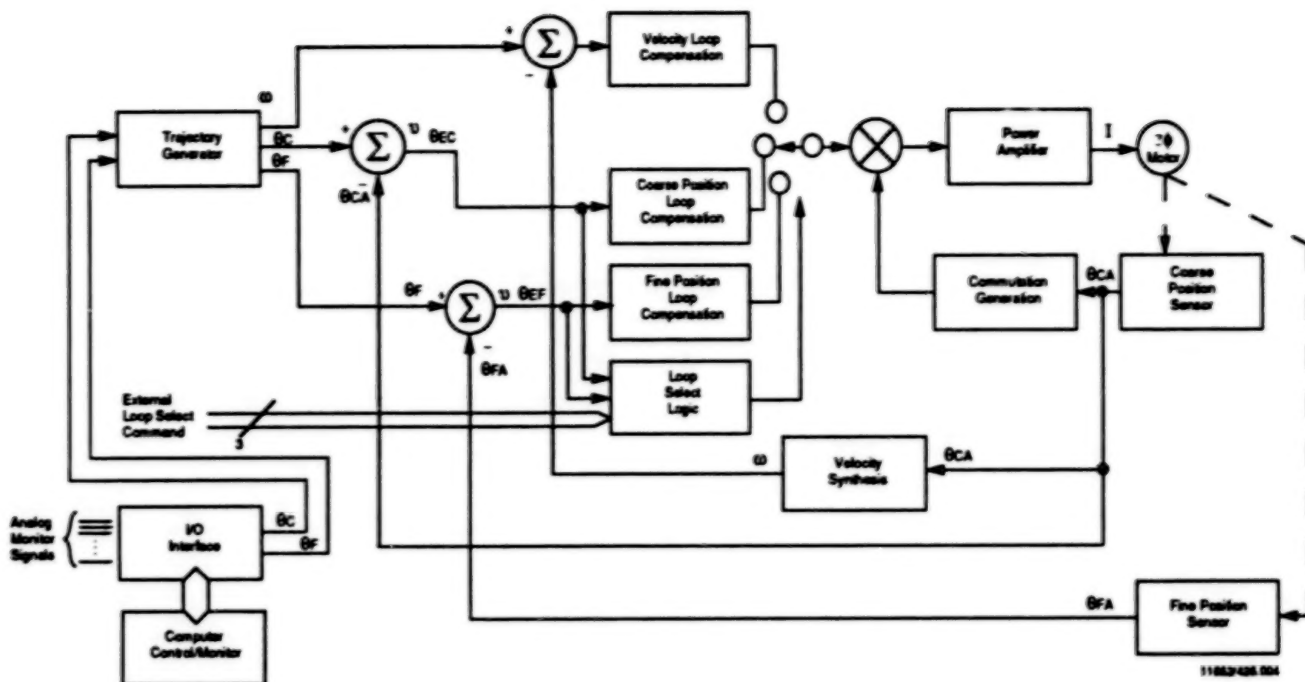 ω
Trajectory
Generator
θC
θF
+
Σ
-
Velocity Loop
Compensation
+
Σ
υ
θEC
θCA
-
Coarse Position
Loop
Compensation
θF
+
Σ
υ
θEF
-
θFA
Fine Position
Loop
Compensation
Loop
Select
Logic
External
Loop Select
Command
3
Power
Amplifier
I
Motor
Commutation
Generation
θCA
Coarse
Position
Sensor
ω
Velocity
Synthesis
θCA
Analog
Monitor
Signals
I/O
Interface
θC
θF
Computer
Control/Monitor
θFA
Fine Position
Sensor